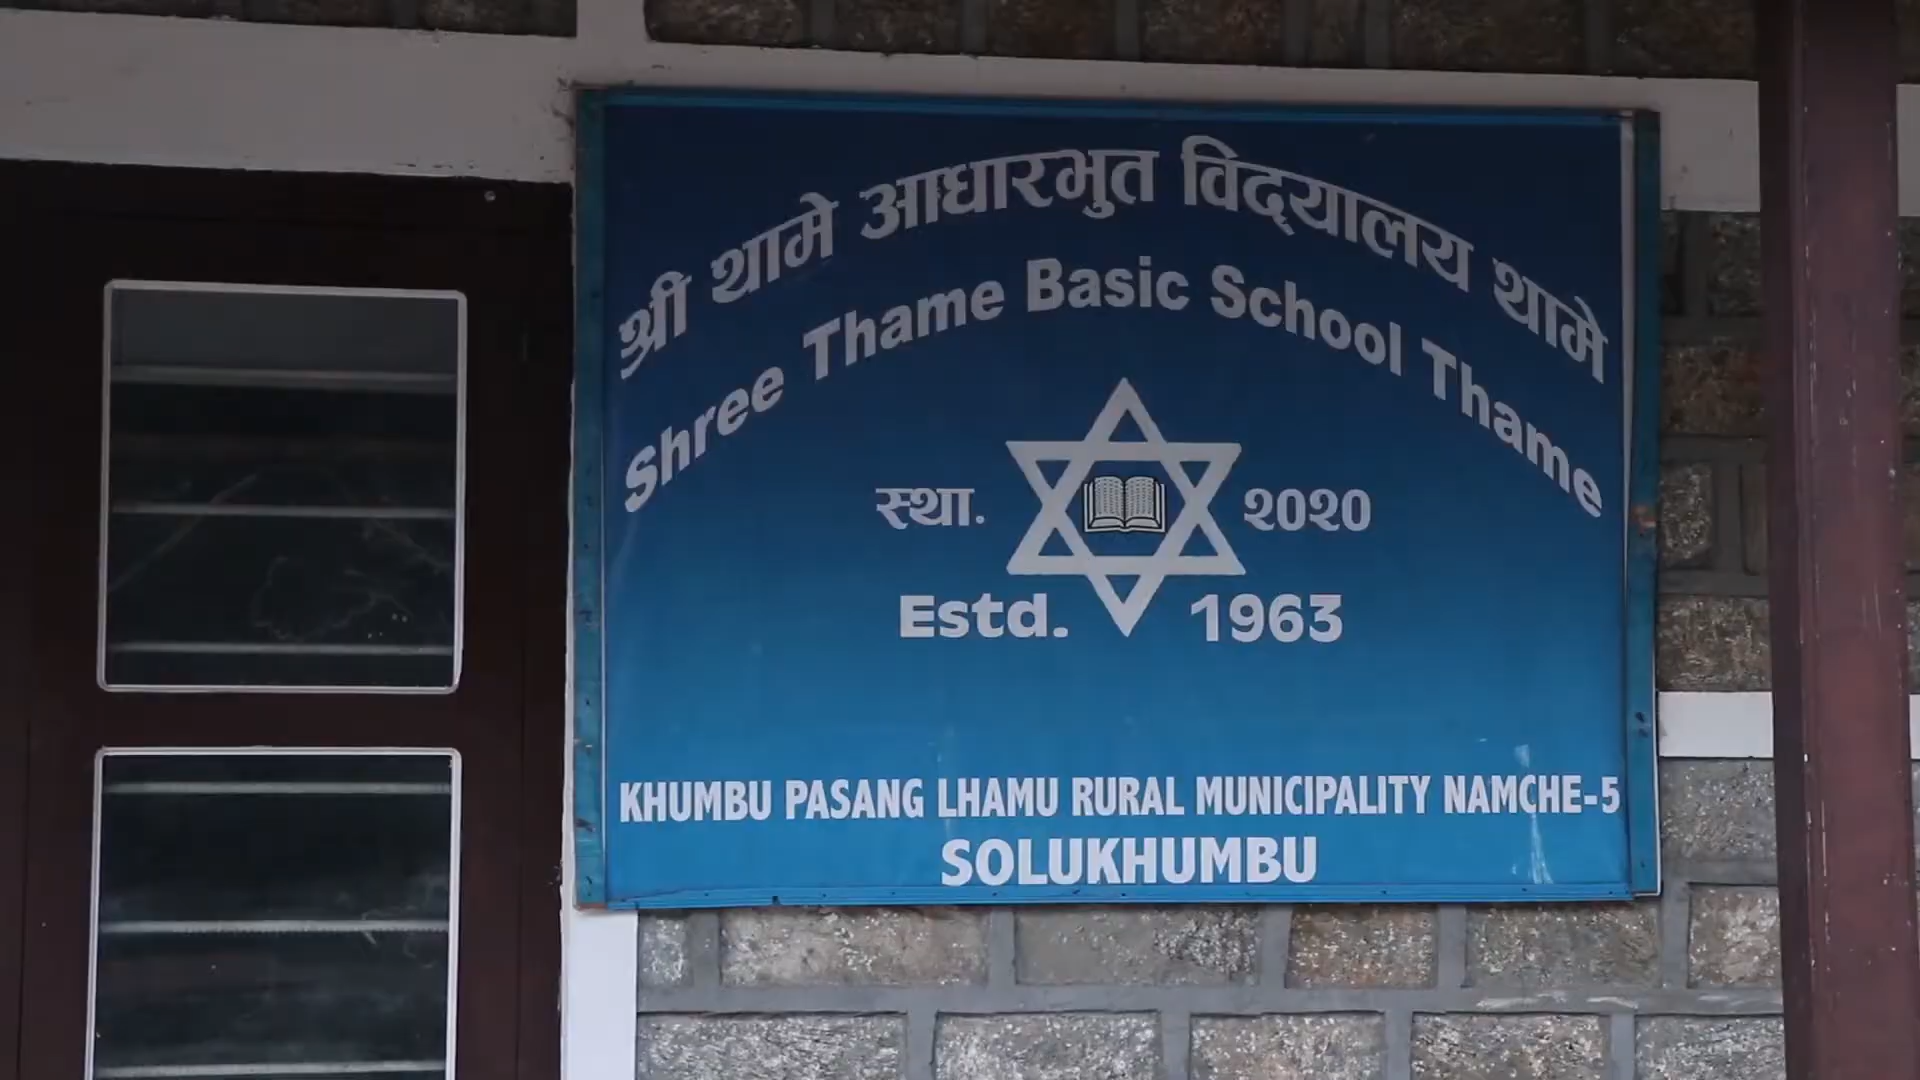 श्री थामे आधारभुत विद्यालय थामे
Shree Thame Basic School Thame
स्था. २०२०
Estd. 1963
KHUMBU PASANG LHAMU RURAL MUNICIPALITY NAMCHE-5
SOLUKHUMBU